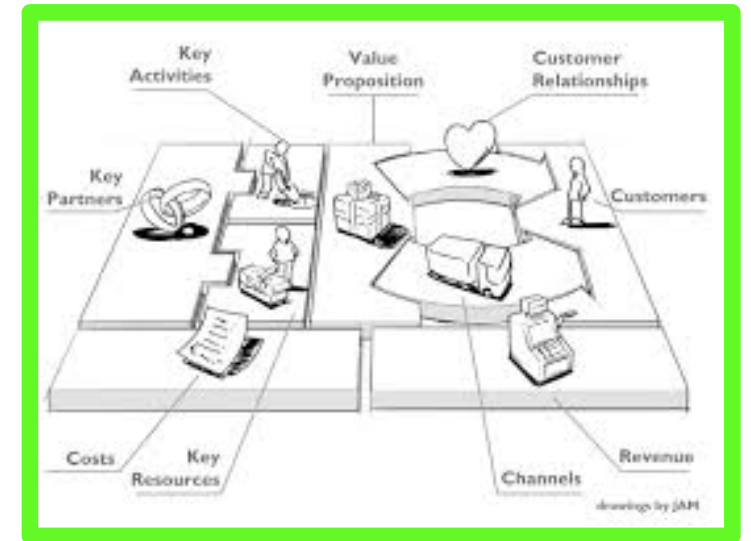 Key
Activities
Value
Proposition
Customer
Relationships
Key
Partners
Customers
Costs
Key
Resources
Channels
Revenue
drawings by JAM